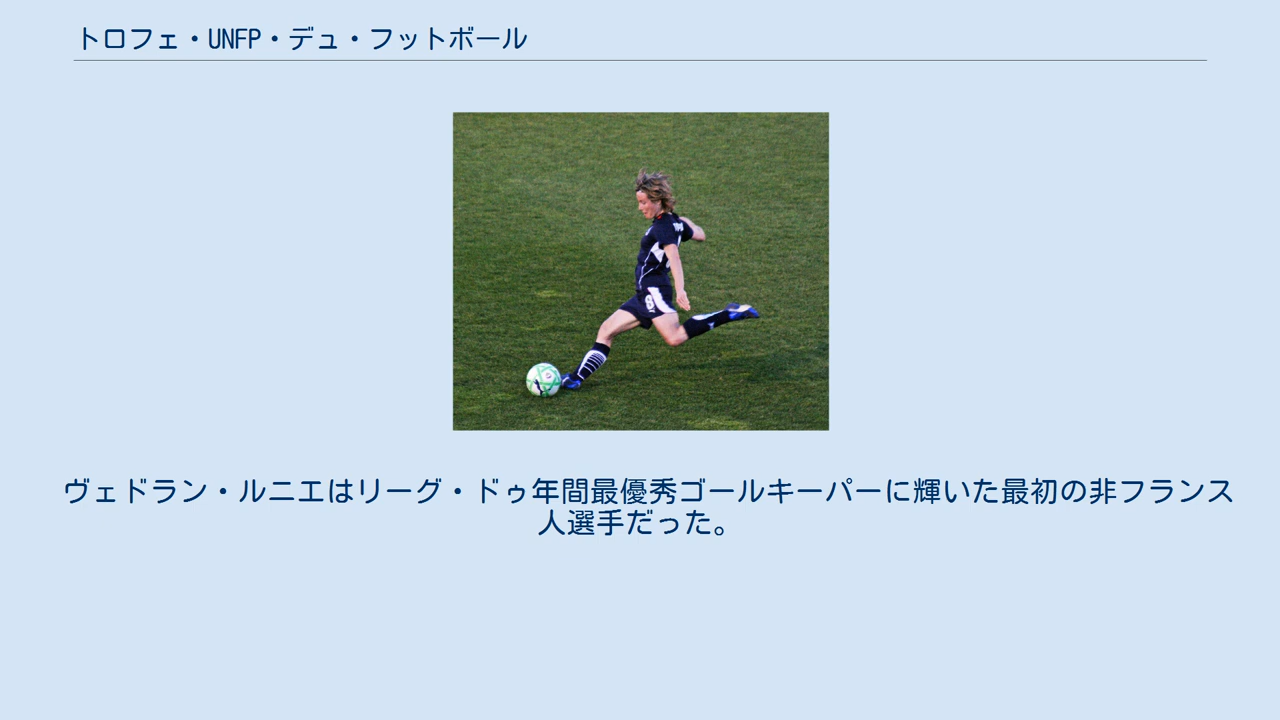 トロフェ・UNFP・デュ・フットボール
ヴェドラン・ルニエはリーグ・ドゥ年間最優秀ゴールキーパーに輝いた最初の非フランス
人選手だった。